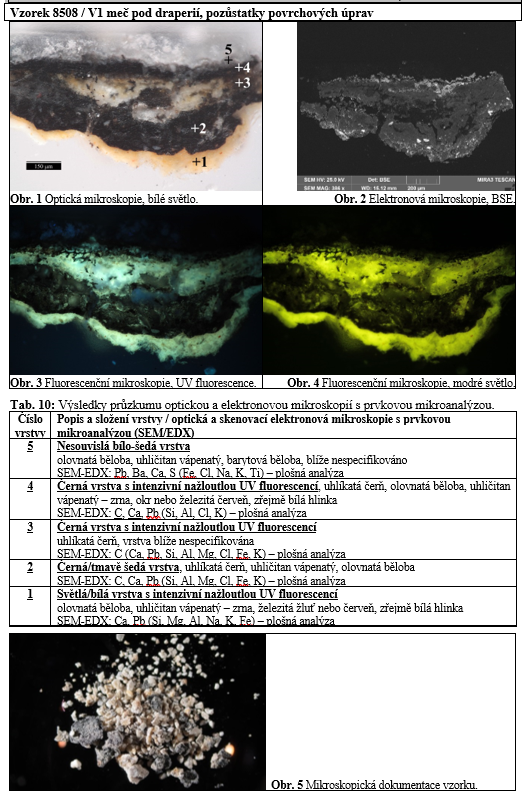 Vzorek 8508 / V1 meč pod draperií, pozůstatky povrchových úprav
5
+
+4
+3
+2
+1
150 µm
Obr. 1 Optická mikroskopie, bílé světlo.
SEM HV: 25.0 kV Det: BSE MIRA3 TESCAN
SEM MAG: 386 x WD: 15.12 mm 200 µm
Obr. 2 Elektronová mikroskopie, BSE.
Obr. 3 Fluorescenční mikroskopie, UV fluorescence.
Obr. 4 Fluorescenční mikroskopie, modré světlo.
Tab. 10: Výsledky průzkumu optickou a elektronovou mikroskopií s prvkovou mikroanalýzou.
Číslo vrstvy
Popis a složení vrstvy / optická a skenovací elektronová mikroskopie s prvkovou
mikroanalýzou (SEM/EDX)
5
Nesouvislá bílo-šedá vrstva
olovnatá běloba, uhličitan vápenatý, barytová běloba, blíže nespecifikováno
SEM-EDX: Pb, Ba, Ca, S (Fe, Cl, Na, K, Ti) – plošná analýza
4
Černá vrstva s intenzivní nažloutlou UV fluorescencí, uhlíkatá čerň, olovnatá běloba, uhličitan
vápenatý – zrna, okr nebo železitá červeň, zřejmě bílá hlinka
SEM-EDX: C, Ca, Pb (Si, Al, Cl, K) – plošná analýza
3
Černá vrstva s intenzivní nažloutlou UV fluorescencí
uhlíkatá čerň, vrstva blíže nespecifikovaná
SEM-EDX: C (Ca, Pb, Si, Al, Mg, Cl, Fe, K) – plošná analýza
2
Černá/tmavě šedá vrstva, uhlíkatá čerň, uhličitan vápenatý, olovnatá běloba
SEM-EDX: C, Ca, Pb (Si, Al, Mg, Cl, Fe, K) – plošná analýza
1
Světlá/bílá vrstva s intenzivní nažloutlou UV fluorescencí
olovnatá běloba, uhličitan vápenatý – zrna, železitá žluť nebo červeň, zřejmě bílá hlinka
SEM-EDX: Ca, Pb (Si, Mg, Al, Na, K, Fe) – plošná analýza
Obr. 5 Mikroskopická dokumentace vzorku.